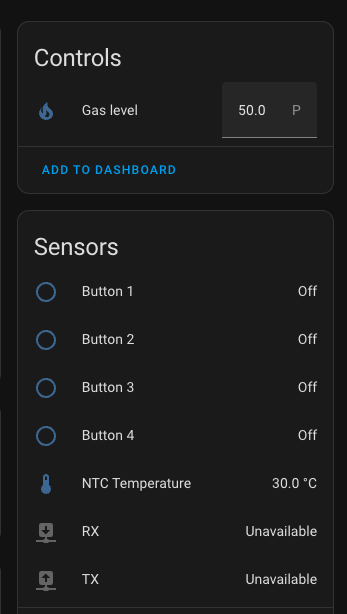 Controls
Gas level 50.0 P
ADD TO DASHBOARD
Sensors
Button 1 Off
Button 2 Off
Button 3 Off
Button 4 Off
NTC Temperature 30.0 °C
RX Unavailable
TX Unavailable